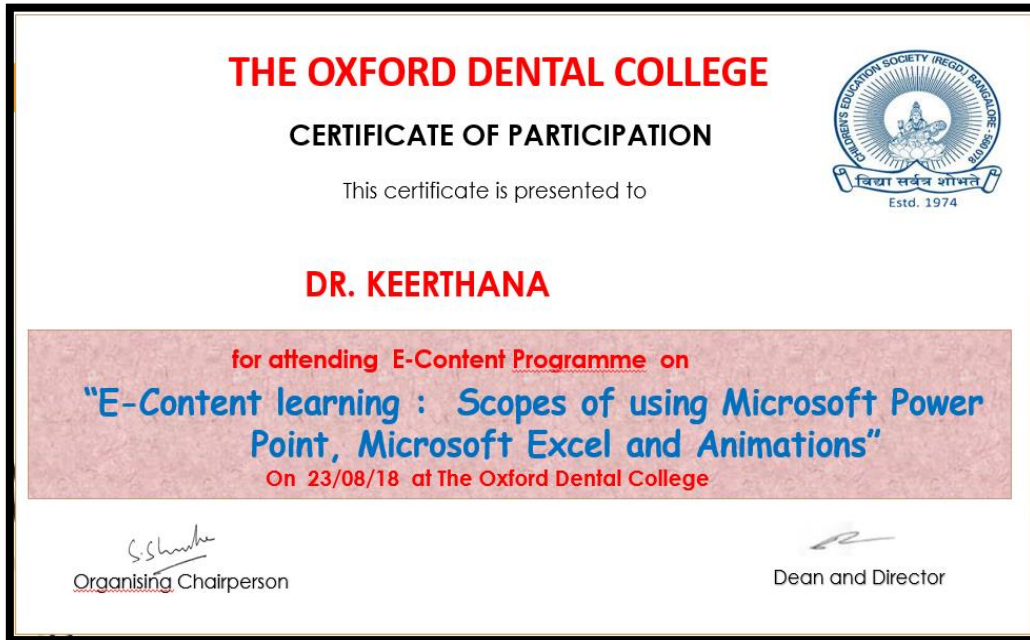 THE OXFORD DENTAL COLLEGE
CERTIFICATE OF PARTICIPATION
This certificate is presented to
CHILDREN'S EDUCATION SOCIETY (REGD.) BANGALORE - 560 078
विद्या सर्वत्र शोभते
Estd. 1974
DR. KEERTHANA
for attending E-Content Programme on
“E-Content learning : Scopes of using Microsoft Power
Point, Microsoft Excel and Animations”
On 23/08/18 at The Oxford Dental College
Organising Chairperson
Dean and Director